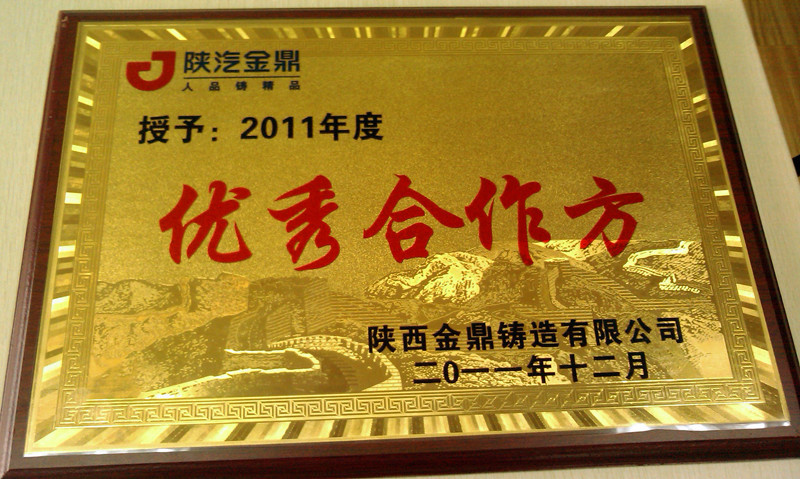 陕汽金鼎
人品铸精品
授予：2011年度
优秀合作方
陕西金鼎铸造有限公司
二0一一年十二月